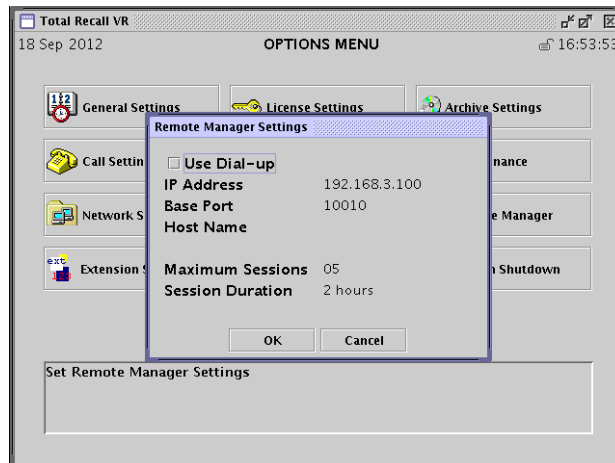 Total Recall VR
18 Sep 2012 OPTIONS MENU 16:53:53
General Settings License Settings Archive Settings
Remote Manager Settings
Call Settin nance
Use Dial-up
IP Address 192.168.3.100
Base Port 10010
Network S e Manager
Host Name
Extension Shutdown
Maximum Sessions 05
Session Duration 2 hours
OK Cancel
Set Remote Manager Settings